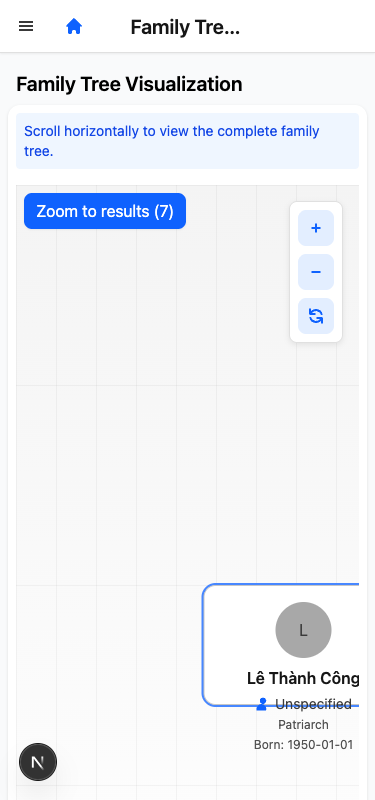 Family Tre...
Family Tree Visualization
Scroll horizontally to view the complete family
tree.
Zoom to results (7)
+
−
L
Lê Thành Công
Unspecified
Patriarch
Born: 1950-01-01
N